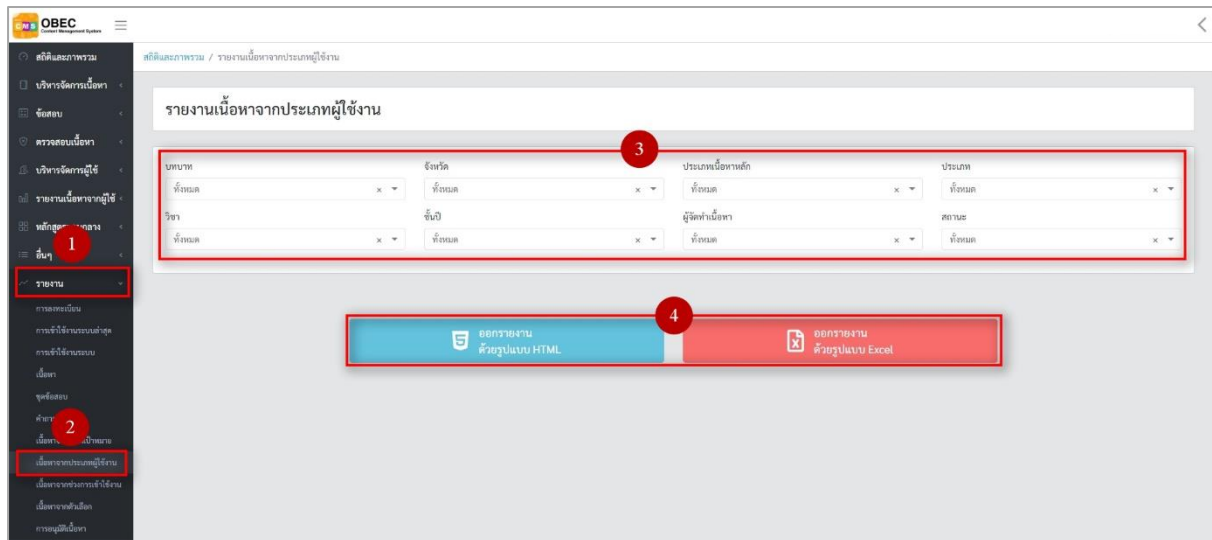 CMS OBEC
Content Management System
สถิติและภาพรวม
สถิติและภาพรวม / รายงานเนื้อหาจากประเภทผู้ใช้งาน
บริหารจัดการเนื้อหา
ข้อสอบ
ตรวจสอบเนื้อหา
บริหารจัดการผู้ใช้
รายงานเนื้อหาจากผู้ใช้
อื่นๆ
1
รายงาน
การลงทะเบียน
การเข้าใช้งานระบบล่าสุด
การเข้าใช้งานระบบ
เนื้อหา
ชุดข้อสอบ
2
เนื้อหาจากประเภทผู้ใช้งาน
เนื้อหาจากช่วงการเข้าใช้งาน
เนื้อหาจากตัวเลือก
การอนุมัติเนื้อหา
รายงานเนื้อหาจากประเภทผู้ใช้งาน
3
บทบาท จังหวัด ประเภทเนื้อหาหลัก ประเภท
ทั้งหมด × ทั้งหมด × ทั้งหมด × ทั้งหมด ×
วิชา ชั้นปี ผู้จัดทำเนื้อหา สถานะ
ทั้งหมด × ทั้งหมด × ทั้งหมด × ทั้งหมด ×
4
ออกรายงาน
ด้วยรูปแบบ HTML
ออกรายงาน
ด้วยรูปแบบ Excel